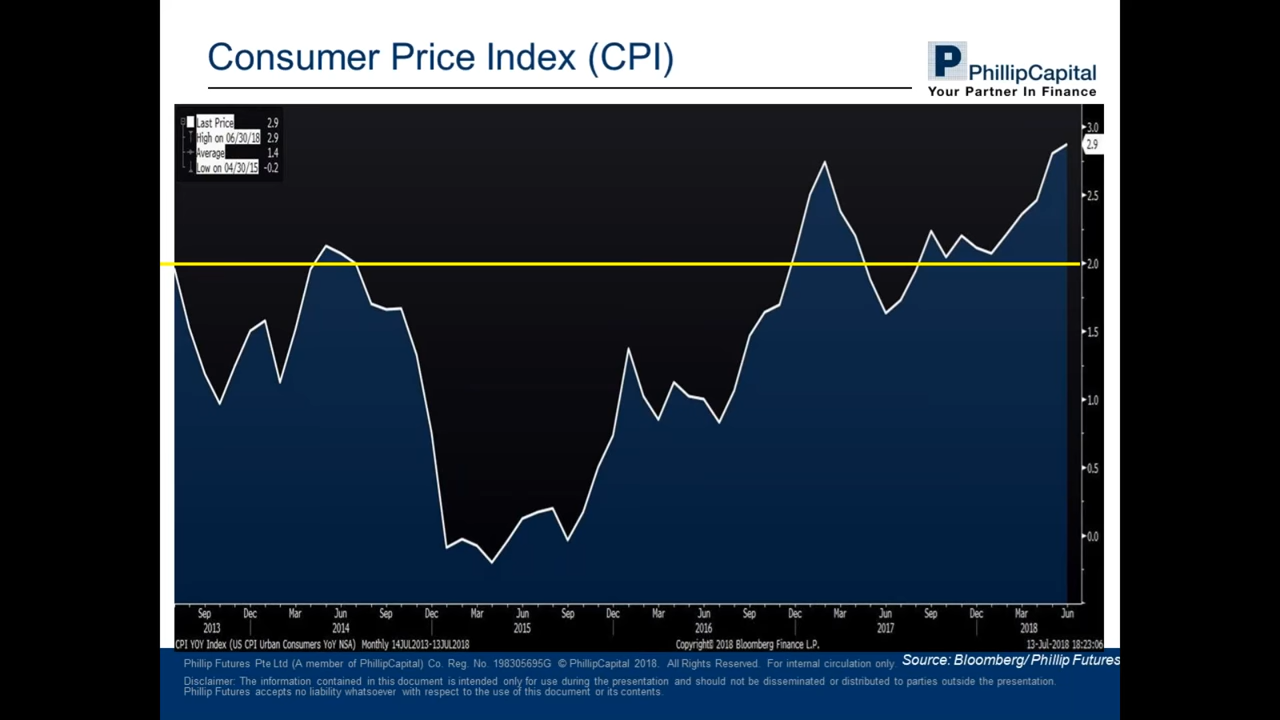 Consumer Price Index (CPI)
P PhillipCapital
Your Partner In Finance
Last Price 2.9
High on 06/30/18 2.9
Average 1.4
Low on 04/30/15 -0.2
3.0
2.9
2.5
2.0
1.5
1.0
0.5
0.0
Sep Dec Mar Jun Sep Dec Mar Jun Sep Dec Mar Jun Sep Dec Mar Jun Sep Dec Mar Jun
2013 2014 2015 2016 2017 2018
CPI YOY Index (US CPI Urban Consumers YoY NSA) Monthly 14JUL2013-13JUL2018 Copyright© 2018 Bloomberg Finance L.P. 13-Jul-2018 18:23:06
Phillip Futures Pte Ltd (A member of PhillipCapital) Co. Reg. No. 198305695G © PhillipCapital 2018. All Rights Reserved. For internal circulation only. Source: Bloomberg/ Phillip Futures
Disclaimer: The information contained in this document is intended only for use during the presentation and should not be disseminated or distributed to parties outside the presentation.
Phillip Futures accepts no liability whatsoever with respect to the use of this document or its contents.